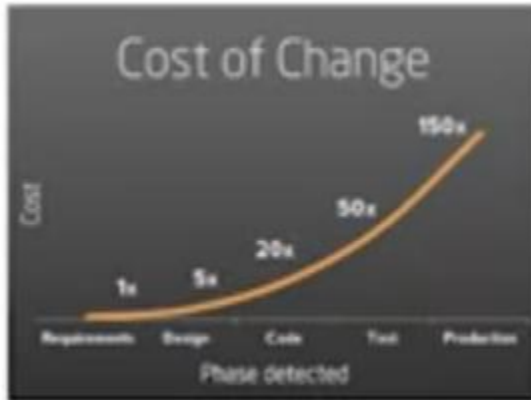 Cost of Change
150x
50x
20x
5x
1x
Cost
Requirements
Design
Code
Test
Production
Phase detected